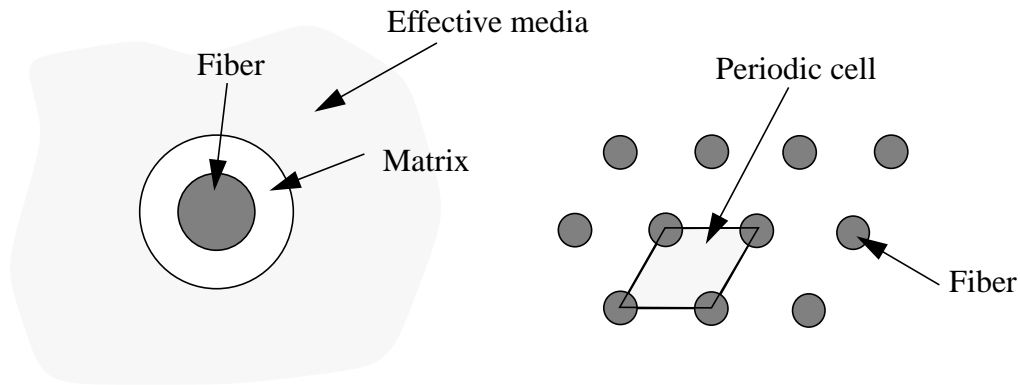 Effective media
Fiber
Matrix
Periodic cell
Fiber